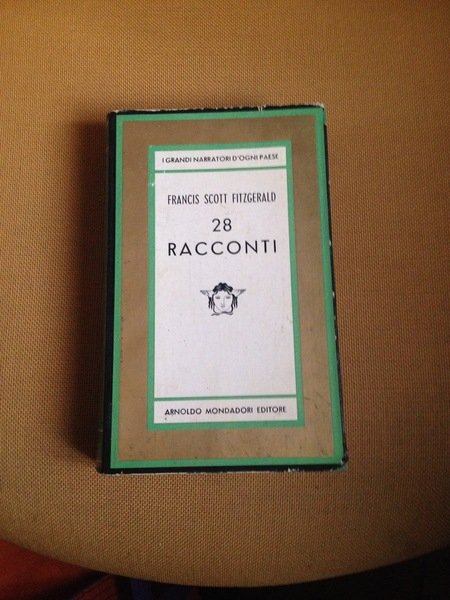 I GRANDI NARRATORI D'OGNI PAESE
FRANCIS SCOTT FITZGERALD
28
RACCONTI
ARNOLDO MONDADORI EDITORE